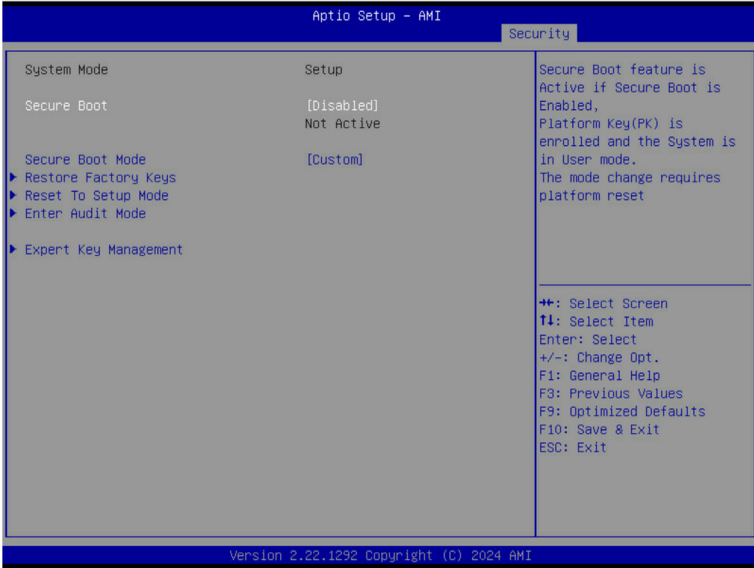 Aptio Setup – AMI
Security
System Mode Setup
Secure Boot [Disabled]
Not Active
Secure Boot Mode [Custom]
Restore Factory Keys
Reset To Setup Mode
Enter Audit Mode
Expert Key Management
Secure Boot feature is
Active if Secure Boot is
Enabled,
Platform Key(PK) is
enrolled and the System is
in User mode.
The mode change requires
platform reset
→←: Select Screen
↑↓: Select Item
Enter: Select
+/-: Change Opt.
F1: General Help
F3: Previous Values
F9: Optimized Defaults
F10: Save & Exit
ESC: Exit
Version 2.22.1292 Copyright (C) 2024 AMI